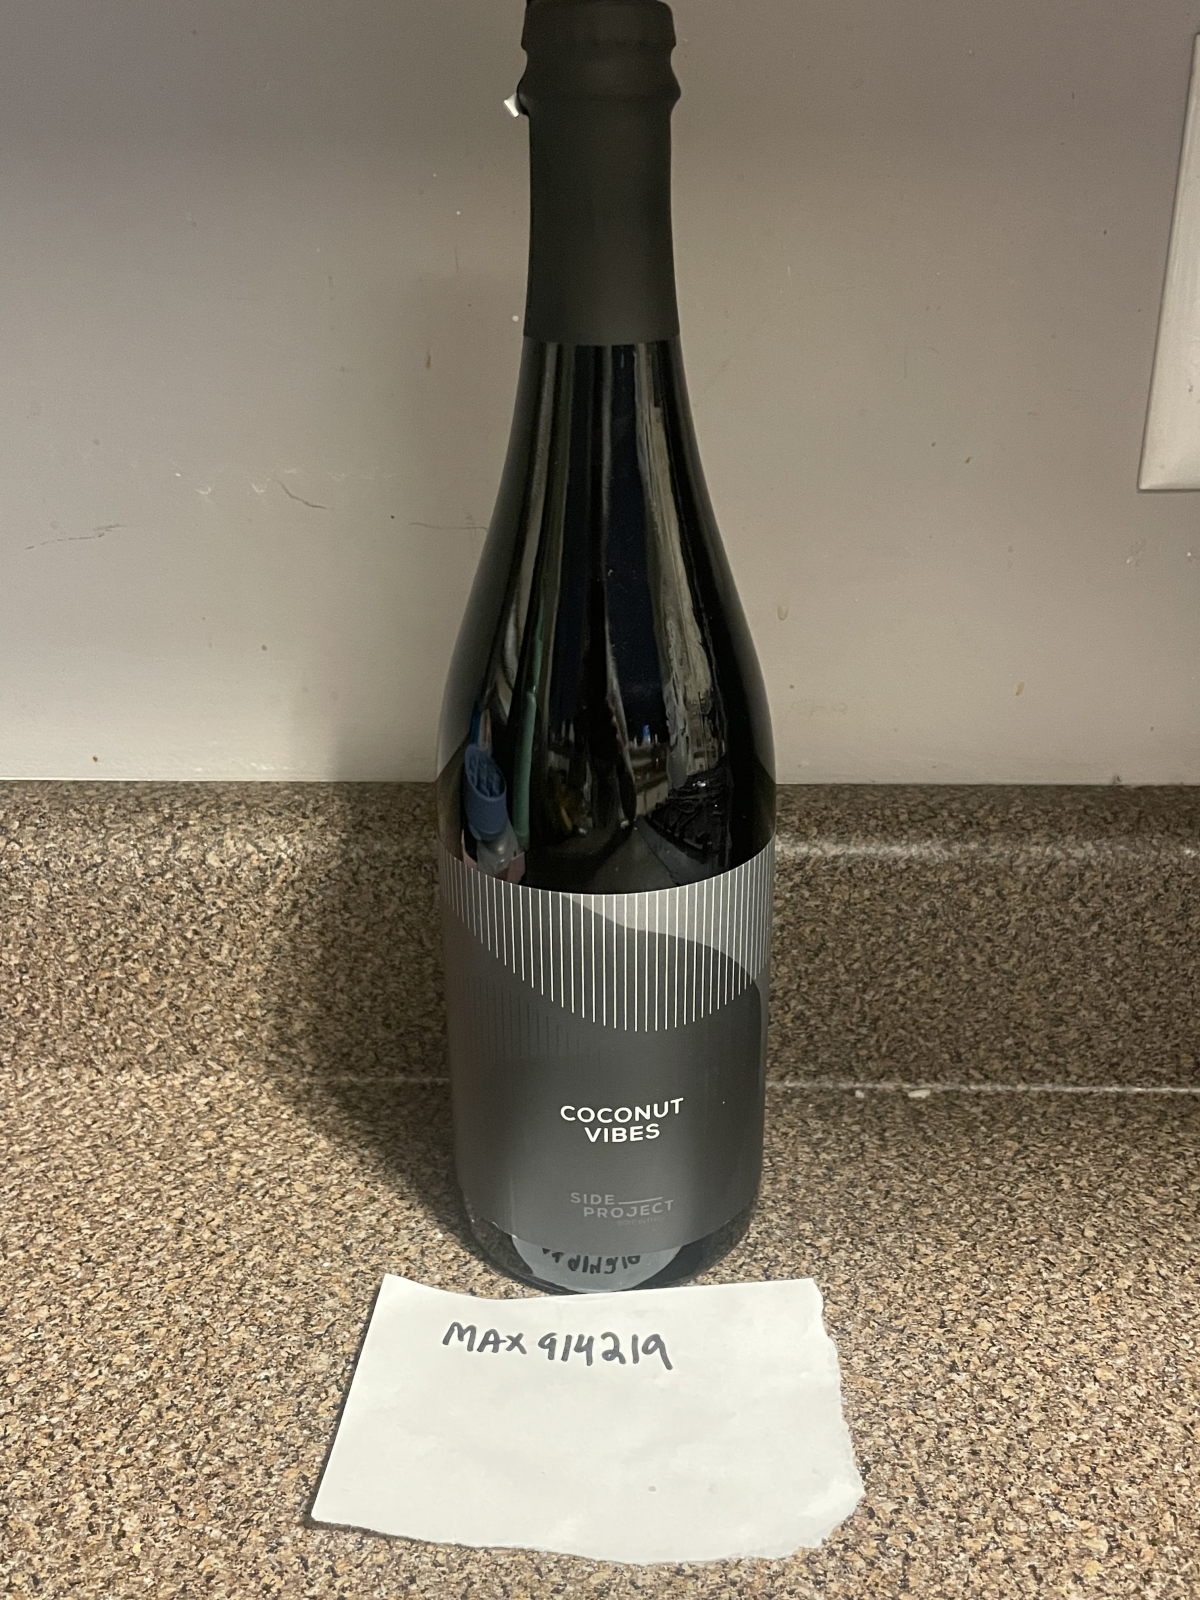 COCONUT
VIBES
SIDE
PROJECT
MAX 914219